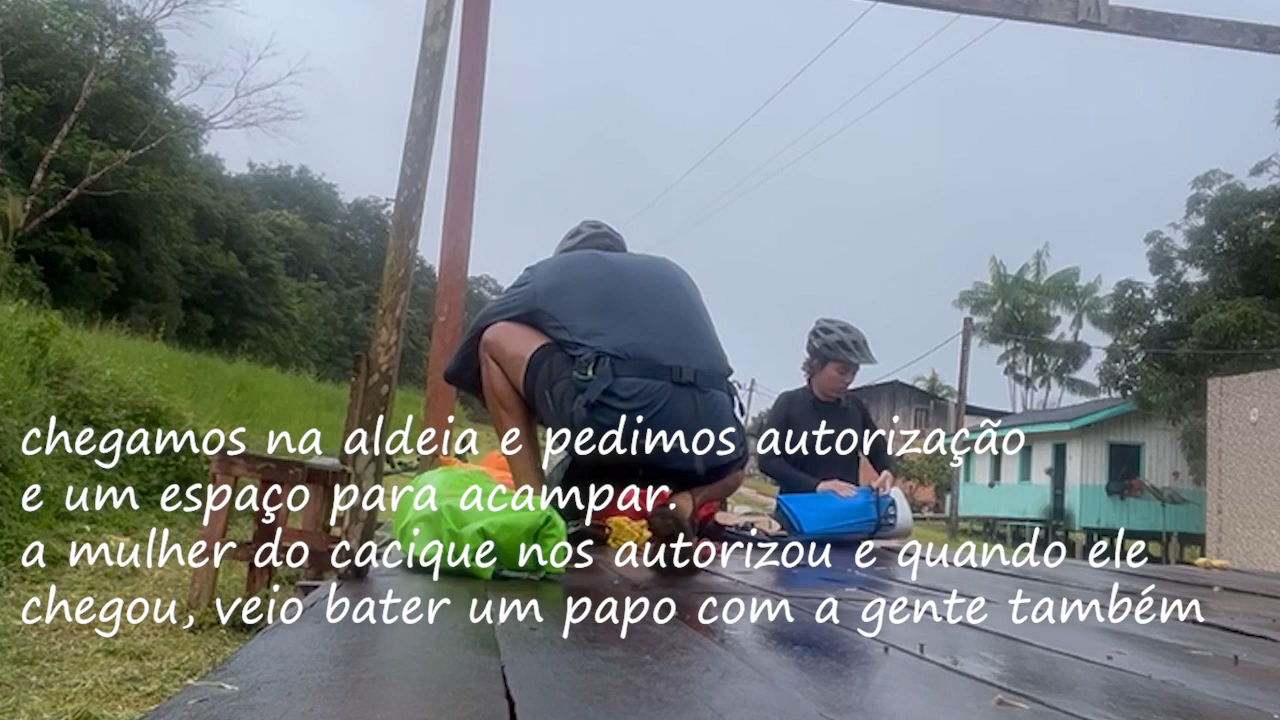 chegamos na aldeia e pedimos autorização
e um espaço para acampar.
a mulher do cacique nos autorizou e quando ele
chegou, veio bater um papo com a gente também